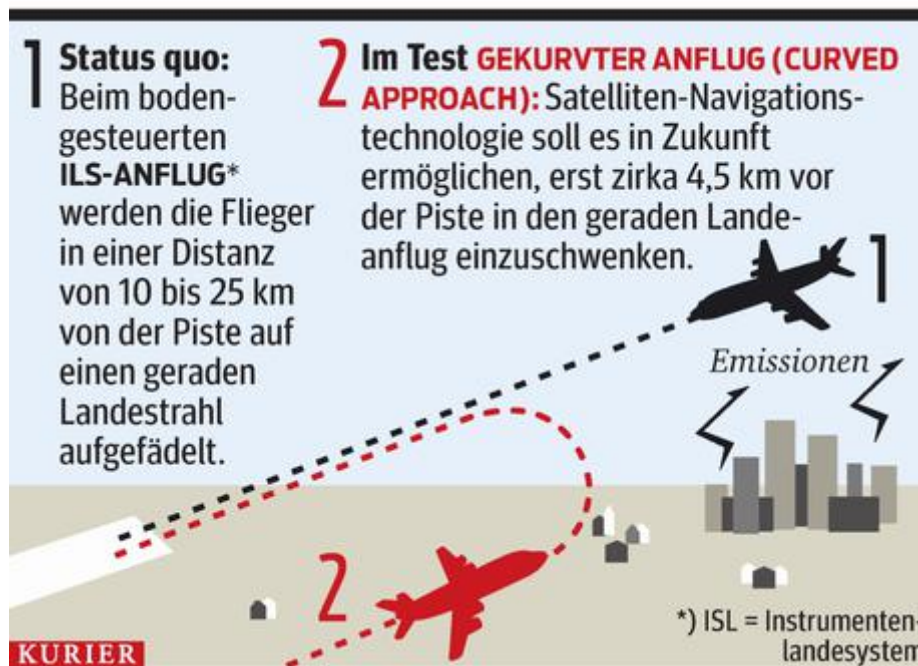 1 Status quo:
Beim boden-
gesteuerten
ILS-ANFLUG*
werden die Flieger
in einer Distanz
von 10 bis 25 km
von der Piste auf
einen geraden
Landestrahl
aufgefädelt.
2 Im Test GEKURVTER ANFLUG (CURVED
APPROACH): Satelliten-Navigations-
technologie soll es in Zukunft
ermöglichen, erst zirka 4,5 km vor
der Piste in den geraden Lande-
anflug einzuschwenken.
1
Emissionen
2
*) ISL = Instrumenten-
landesystem
KURIER